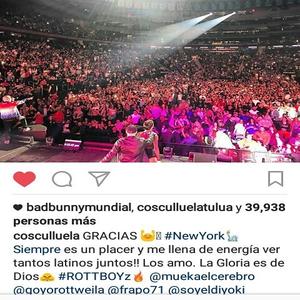 ❤ badbunnymundial, cosculluelatulua y 39,938
personas más
cosculluela GRACIAS 🤘 #NewYork🗽
Siempre es un placer y me llena de energía ver
tantos latinos juntos!! Los amo. La Gloria es de
Dios🙏 #ROTTBOYz🔥 @muekaelcerebro
@goyorottweila @frapo71 @soyeldiyoki